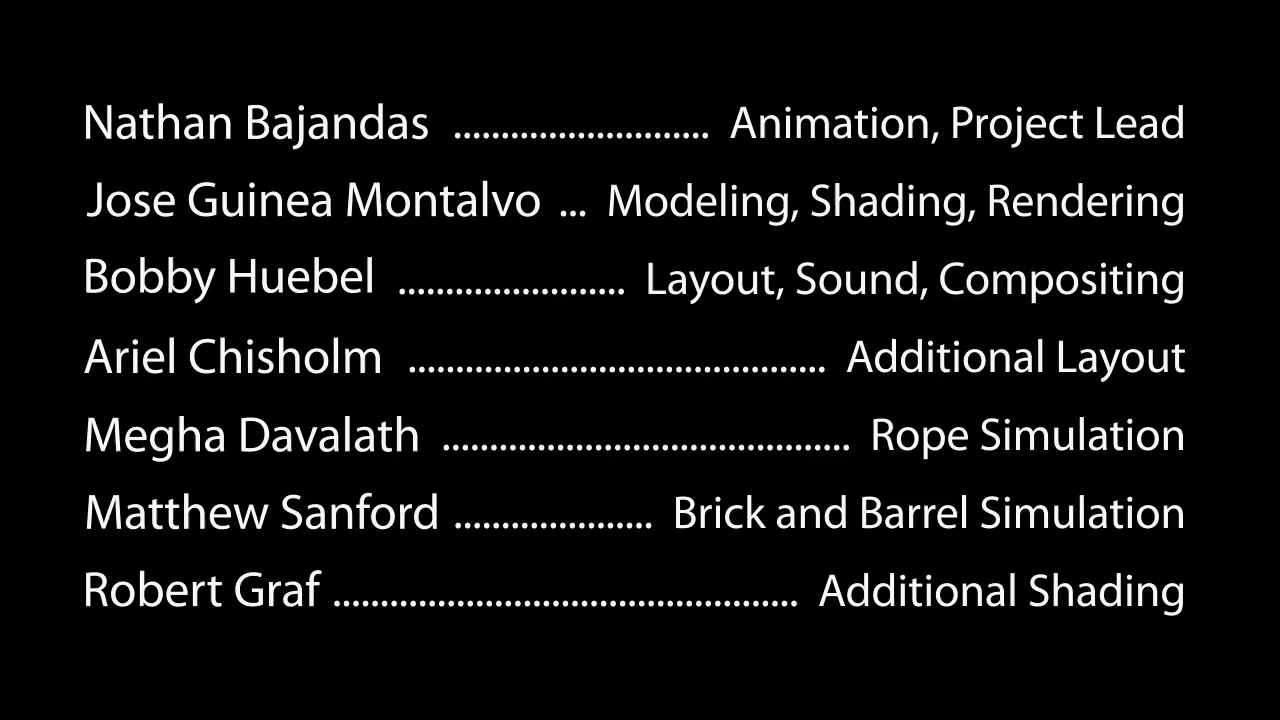 Nathan Bajandas ........................... Animation, Project Lead
Jose Guinea Montalvo ... Modeling, Shading, Rendering
Bobby Huebel ........................ Layout, Sound, Compositing
Ariel Chisholm ............................................ Additional Layout
Megha Davalath ........................................... Rope Simulation
Matthew Sanford ..................... Brick and Barrel Simulation
Robert Graf ................................................. Additional Shading